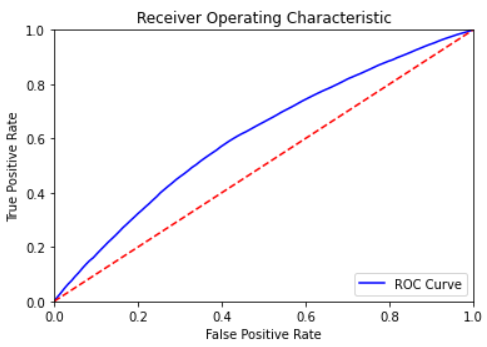 Receiver Operating Characteristic
1.0
0.8
0.6
0.4
0.2
0.0
True Positive Rate
ROC Curve
0.0 0.2 0.4 0.6 0.8 1.0
False Positive Rate